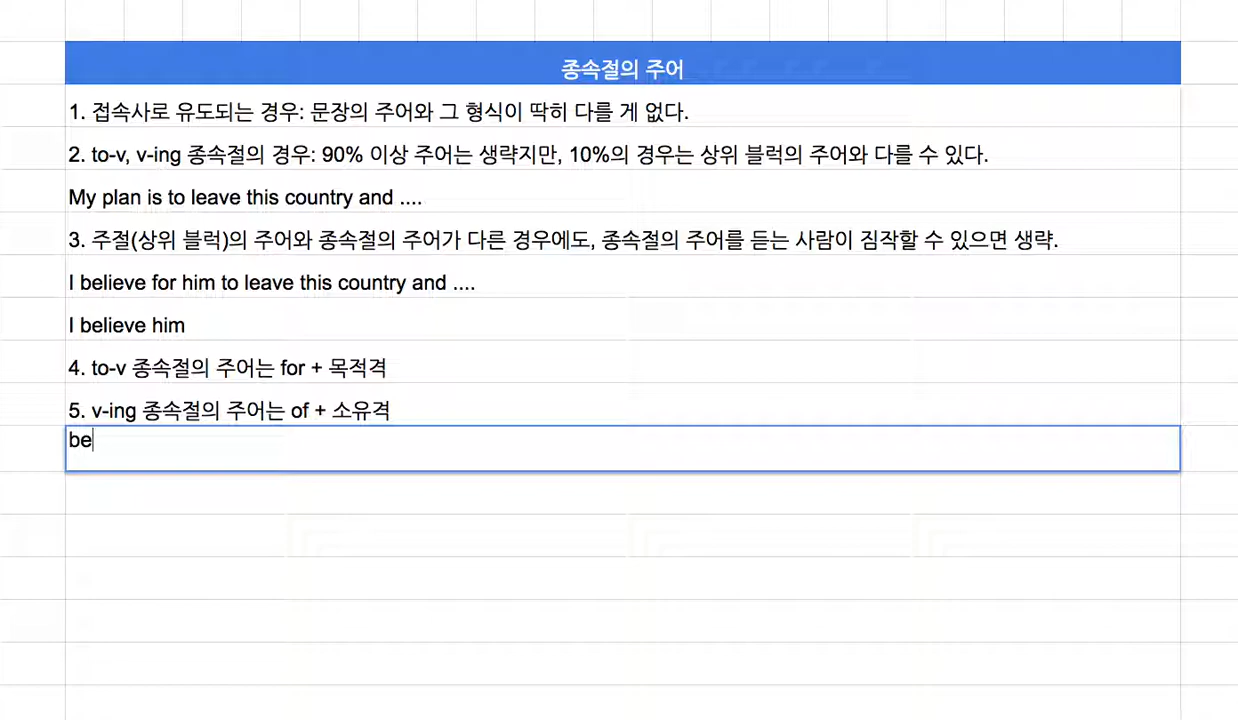 종속절의 주어
1. 접속사로 유도되는 경우: 문장의 주어와 그 형식이 딱히 다를 게 없다.
2. to-v, v-ing 종속절의 경우: 90% 이상 주어는 생략지만, 10%의 경우는 상위 블럭의 주어와 다를 수 있다.
My plan is to leave this country and ....
3. 주절(상위 블럭)의 주어와 종속절의 주어가 다른 경우에도, 종속절의 주어를 듣는 사람이 짐작할 수 있으면 생략.
I believe for him to leave this country and ....
I believe him
4. to-v 종속절의 주어는 for + 목적격
5. v-ing 종속절의 주어는 of + 소유격
be